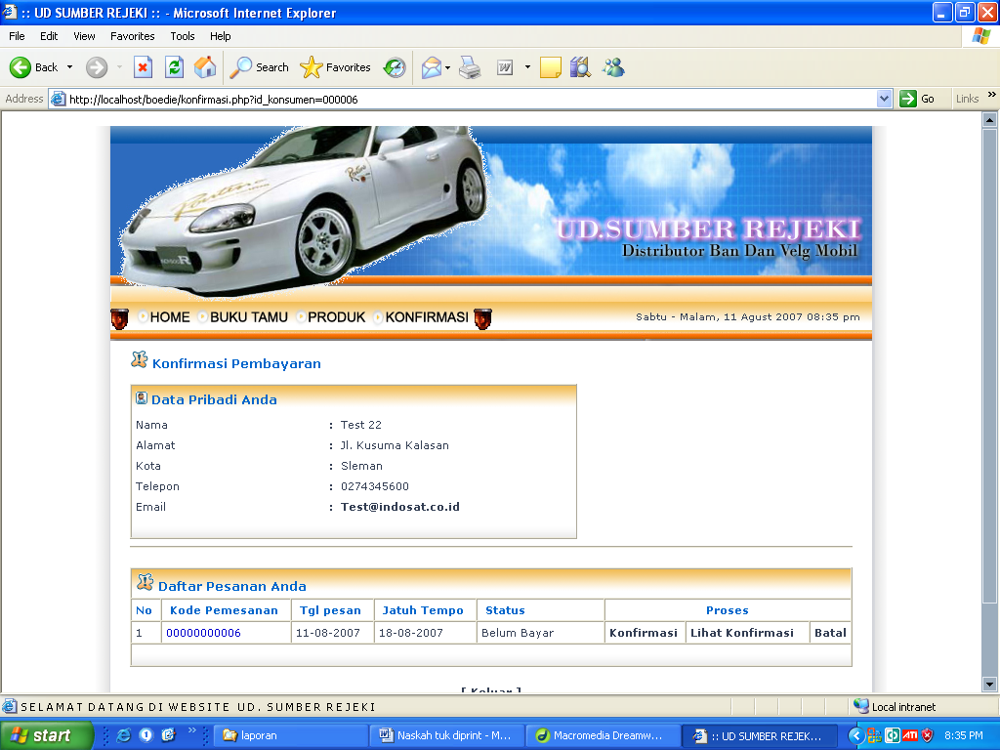 :: UD SUMBER REJEKI :: - Microsoft Internet Explorer
File Edit View Favorites Tools Help
Back Search Favorites
Address http://localhost/boedie/konfirmasi.php?id_konsumen=000006 Go Links »
UD.SUMBER REJEKI
Distributor Ban Dan Velg Mobil
HOME BUKU TAMU PRODUK KONFIRMASI Sabtu - Malam, 11 Agust 2007 08:35 pm
Konfirmasi Pembayaran
Data Pribadi Anda
Nama : Test 22
Alamat : Jl. Kusuma Kalasan
Kota : Sleman
Telepon : 0274345600
Email : Test@indosat.co.id
Daftar Pesanan Anda
No Kode Pemesanan Tgl pesan Jatuh Tempo Status Proses
1 00000000006 11-08-2007 18-08-2007 Belum Bayar Konfirmasi Lihat Konfirmasi Batal
[ Keluar ]
SELAMAT DATANG DI WEBSITE UD. SUMBER REJEKI Local intranet
start » laporan Naskah tuk diprint - M... Macromedia Dreamw... :: UD SUMBER REJEK... ATI 8:35 PM